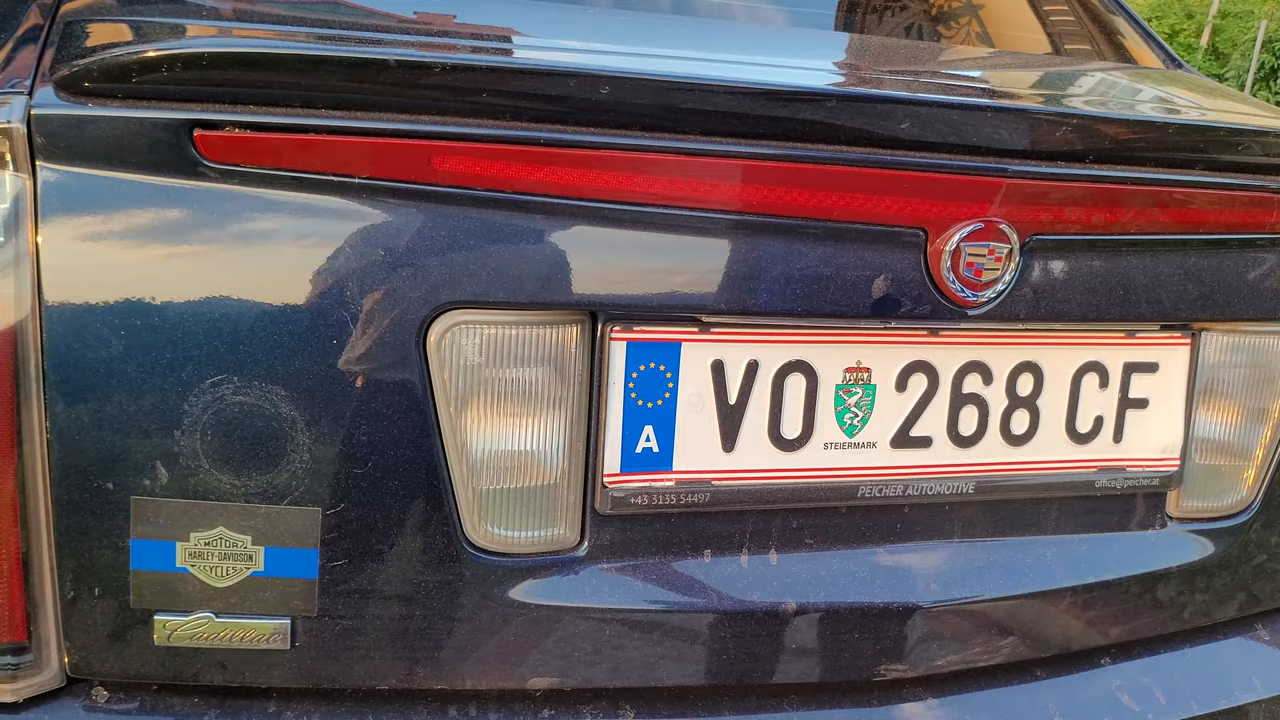 A
VO 268 CF
STEIERMARK
+43 3135 54497
PEICHER AUTOMOTIVE
office@peicher.at
MOTOR
HARLEY-DAVIDSON
CYCLES
Cadillac